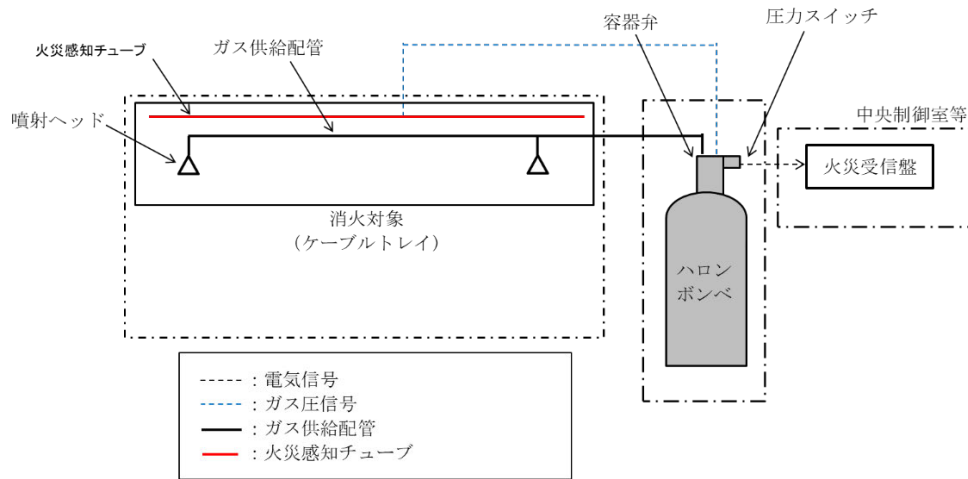 容器弁
圧力スイッチ
火災感知チューブ
ガス供給配管
噴射ヘッド
中央制御室等
火災受信盤
消火対象
（ケーブルトレイ）
ハロン
ボンベ
：電気信号
：ガス圧信号
：ガス供給配管
：火災感知チューブ